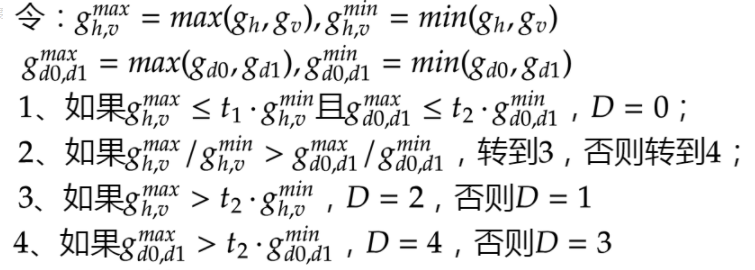 令：g_{h,v}^{max} = max(g_h, g_v), g_{h,v}^{min} = min(g_h, g_v)
g_{d0,d1}^{max} = max(g_{d0}, g_{d1}), g_{d0,d1}^{min} = min(g_{d0}, g_{d1})
1、如果g_{h,v}^{max} ≤ t_1 · g_{h,v}^{min}且g_{d0,d1}^{max} ≤ t_2 · g_{d0,d1}^{min}，D = 0；
2、如果g_{h,v}^{max}/g_{h,v}^{min} > g_{d0,d1}^{max}/g_{d0,d1}^{min}，转到3，否则转到4；
3、如果g_{h,v}^{max} > t_2 · g_{h,v}^{min}，D = 2，否则D = 1
4、如果g_{d0,d1}^{max} > t_2 · g_{d0,d1}^{min}，D = 4，否则D = 3